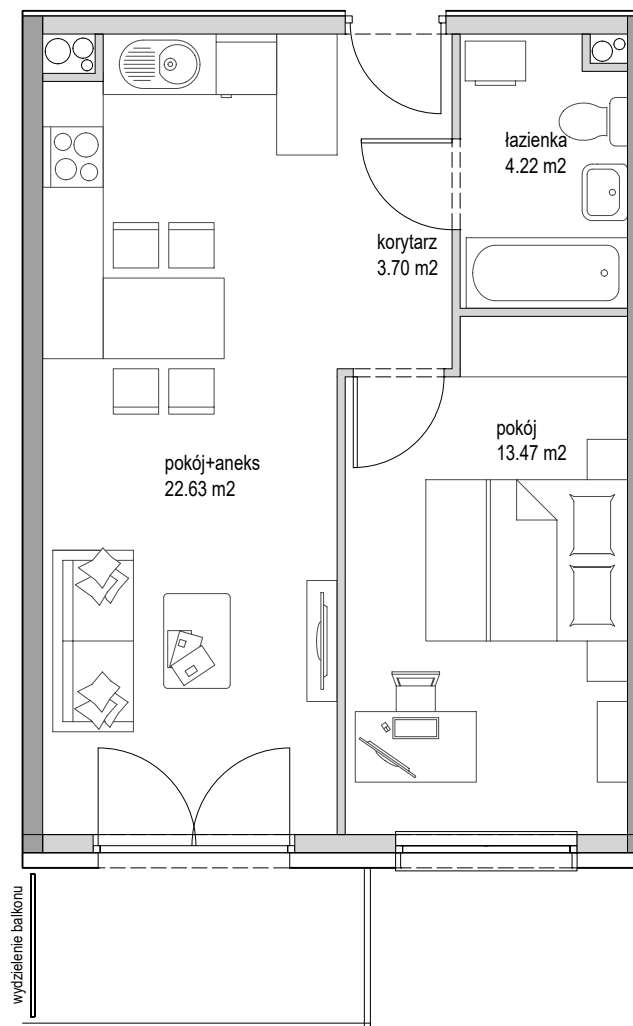 łazienka
4.22 m2
korytarz
3.70 m2
pokój
13.47 m2
pokój+aneks
22.63 m2
wydzielenie balkonu